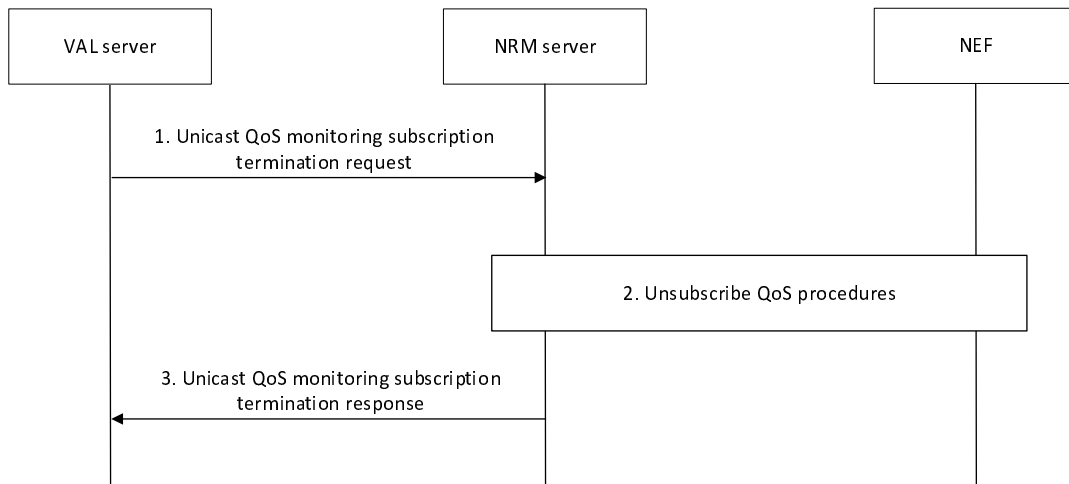 VAL server
NRM server
NEF
1. Unicast QoS monitoring subscription
termination request
2. Unsubscribe QoS procedures
3. Unicast QoS monitoring subscription
termination response